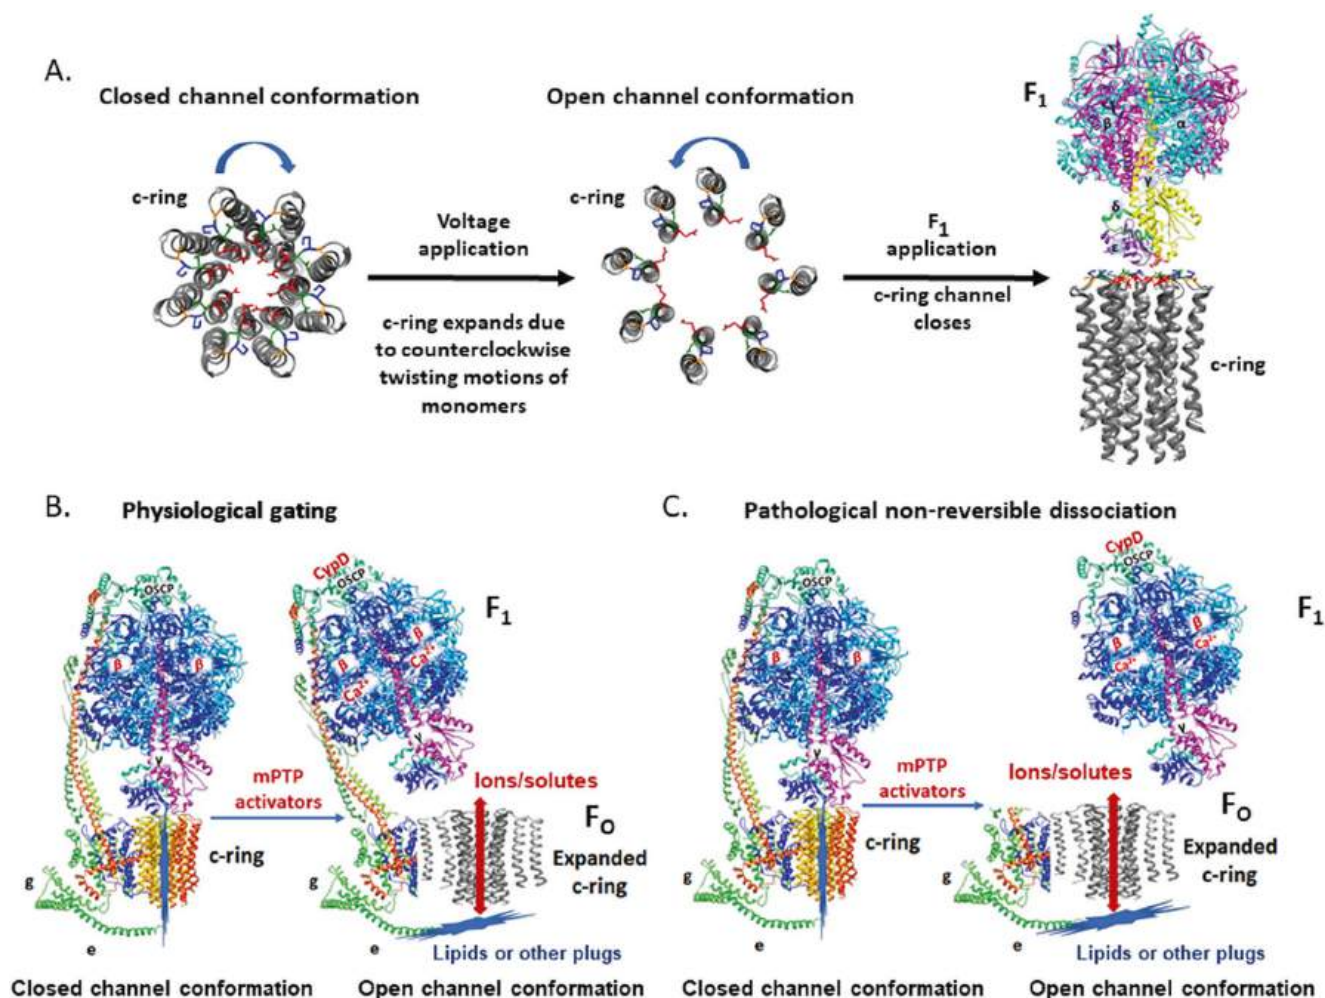 A.
Closed channel conformation
Open channel conformation
c-ring
Voltage
application
c-ring expands due
to counterclockwise
twisting motions of
monomers
c-ring
F1
application
c-ring channel
closes
F1
β
α
γ
δ
ε
c-ring
B.
Physiological gating
OSCP
β
β
γ
mPTP
activators
c-ring
g
e
Closed channel conformation
CypD
OSCP
F1
β
β
Ca2+
Ca2+
γ
Ions/solutes
FO
Expanded
c-ring
g
e
Lipids or other plugs
Open channel conformation
C.
Pathological non-reversible dissociation
OSCP
β
β
γ
mPTP
activators
c-ring
g
e
Closed channel conformation
CypD
OSCP
F1
β
β
Ca2+
Ca2+
γ
Ions/solutes
FO
Expanded
c-ring
g
e
Lipids or other plugs
Open channel conformation